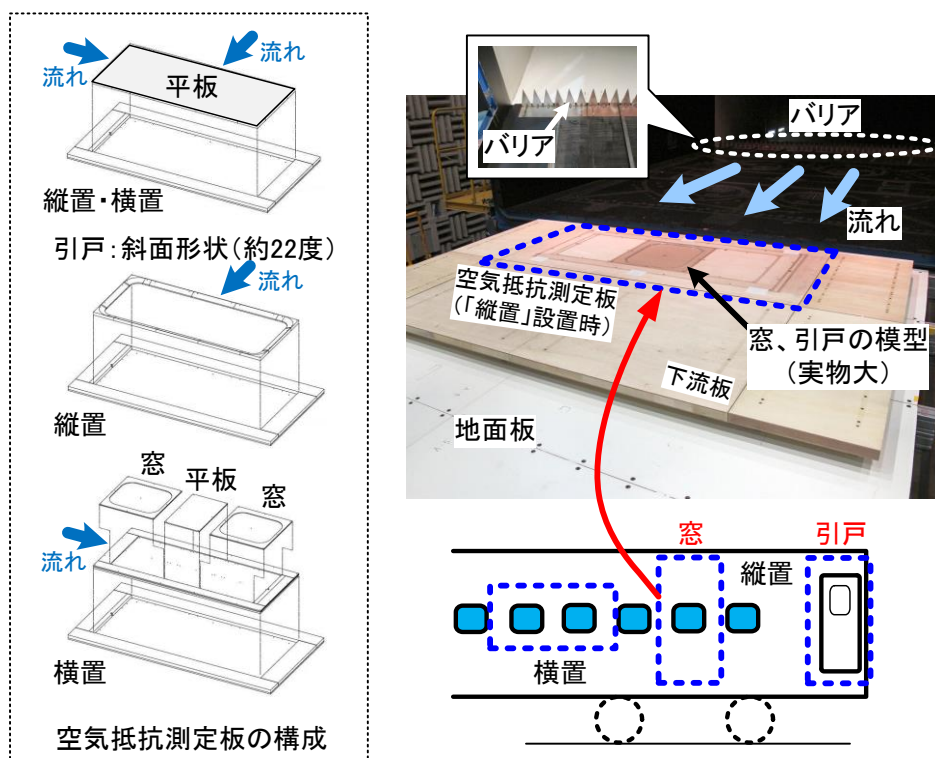 流れ
流れ
平板
縦置・横置
引戸：斜面形状（約22度）
流れ
縦置
窓
平板
窓
流れ
横置
空気抵抗測定板の構成
バリア
バリア
流れ
空気抵抗測定板
（「縦置」設置時）
窓、引戸の模型
（実物大）
下流板
地面板
窓
引戸
縦置
横置